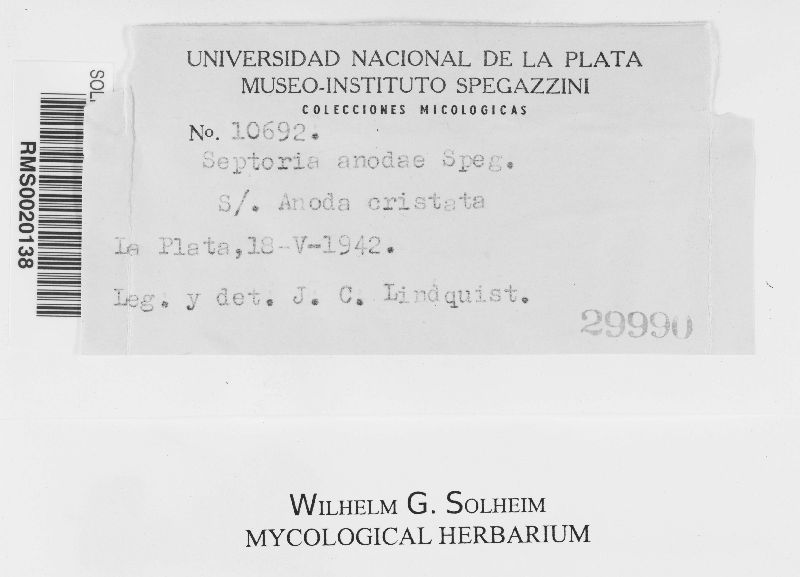 UNIVERSIDAD NACIONAL DE LA PLATA
MUSEO-INSTITUTO SPEGAZZINI
COLECCIONES MICOLOGICAS
No. 10692.
Septoria anodae Speg.
S/. Anoda cristata
La Plata, 18-V-1942.
Leg. y det. J. C. Lindquist.
29990
SOL.
RMS0020138
WILHELM G. SOLHEIM
MYCOLOGICAL HERBARIUM